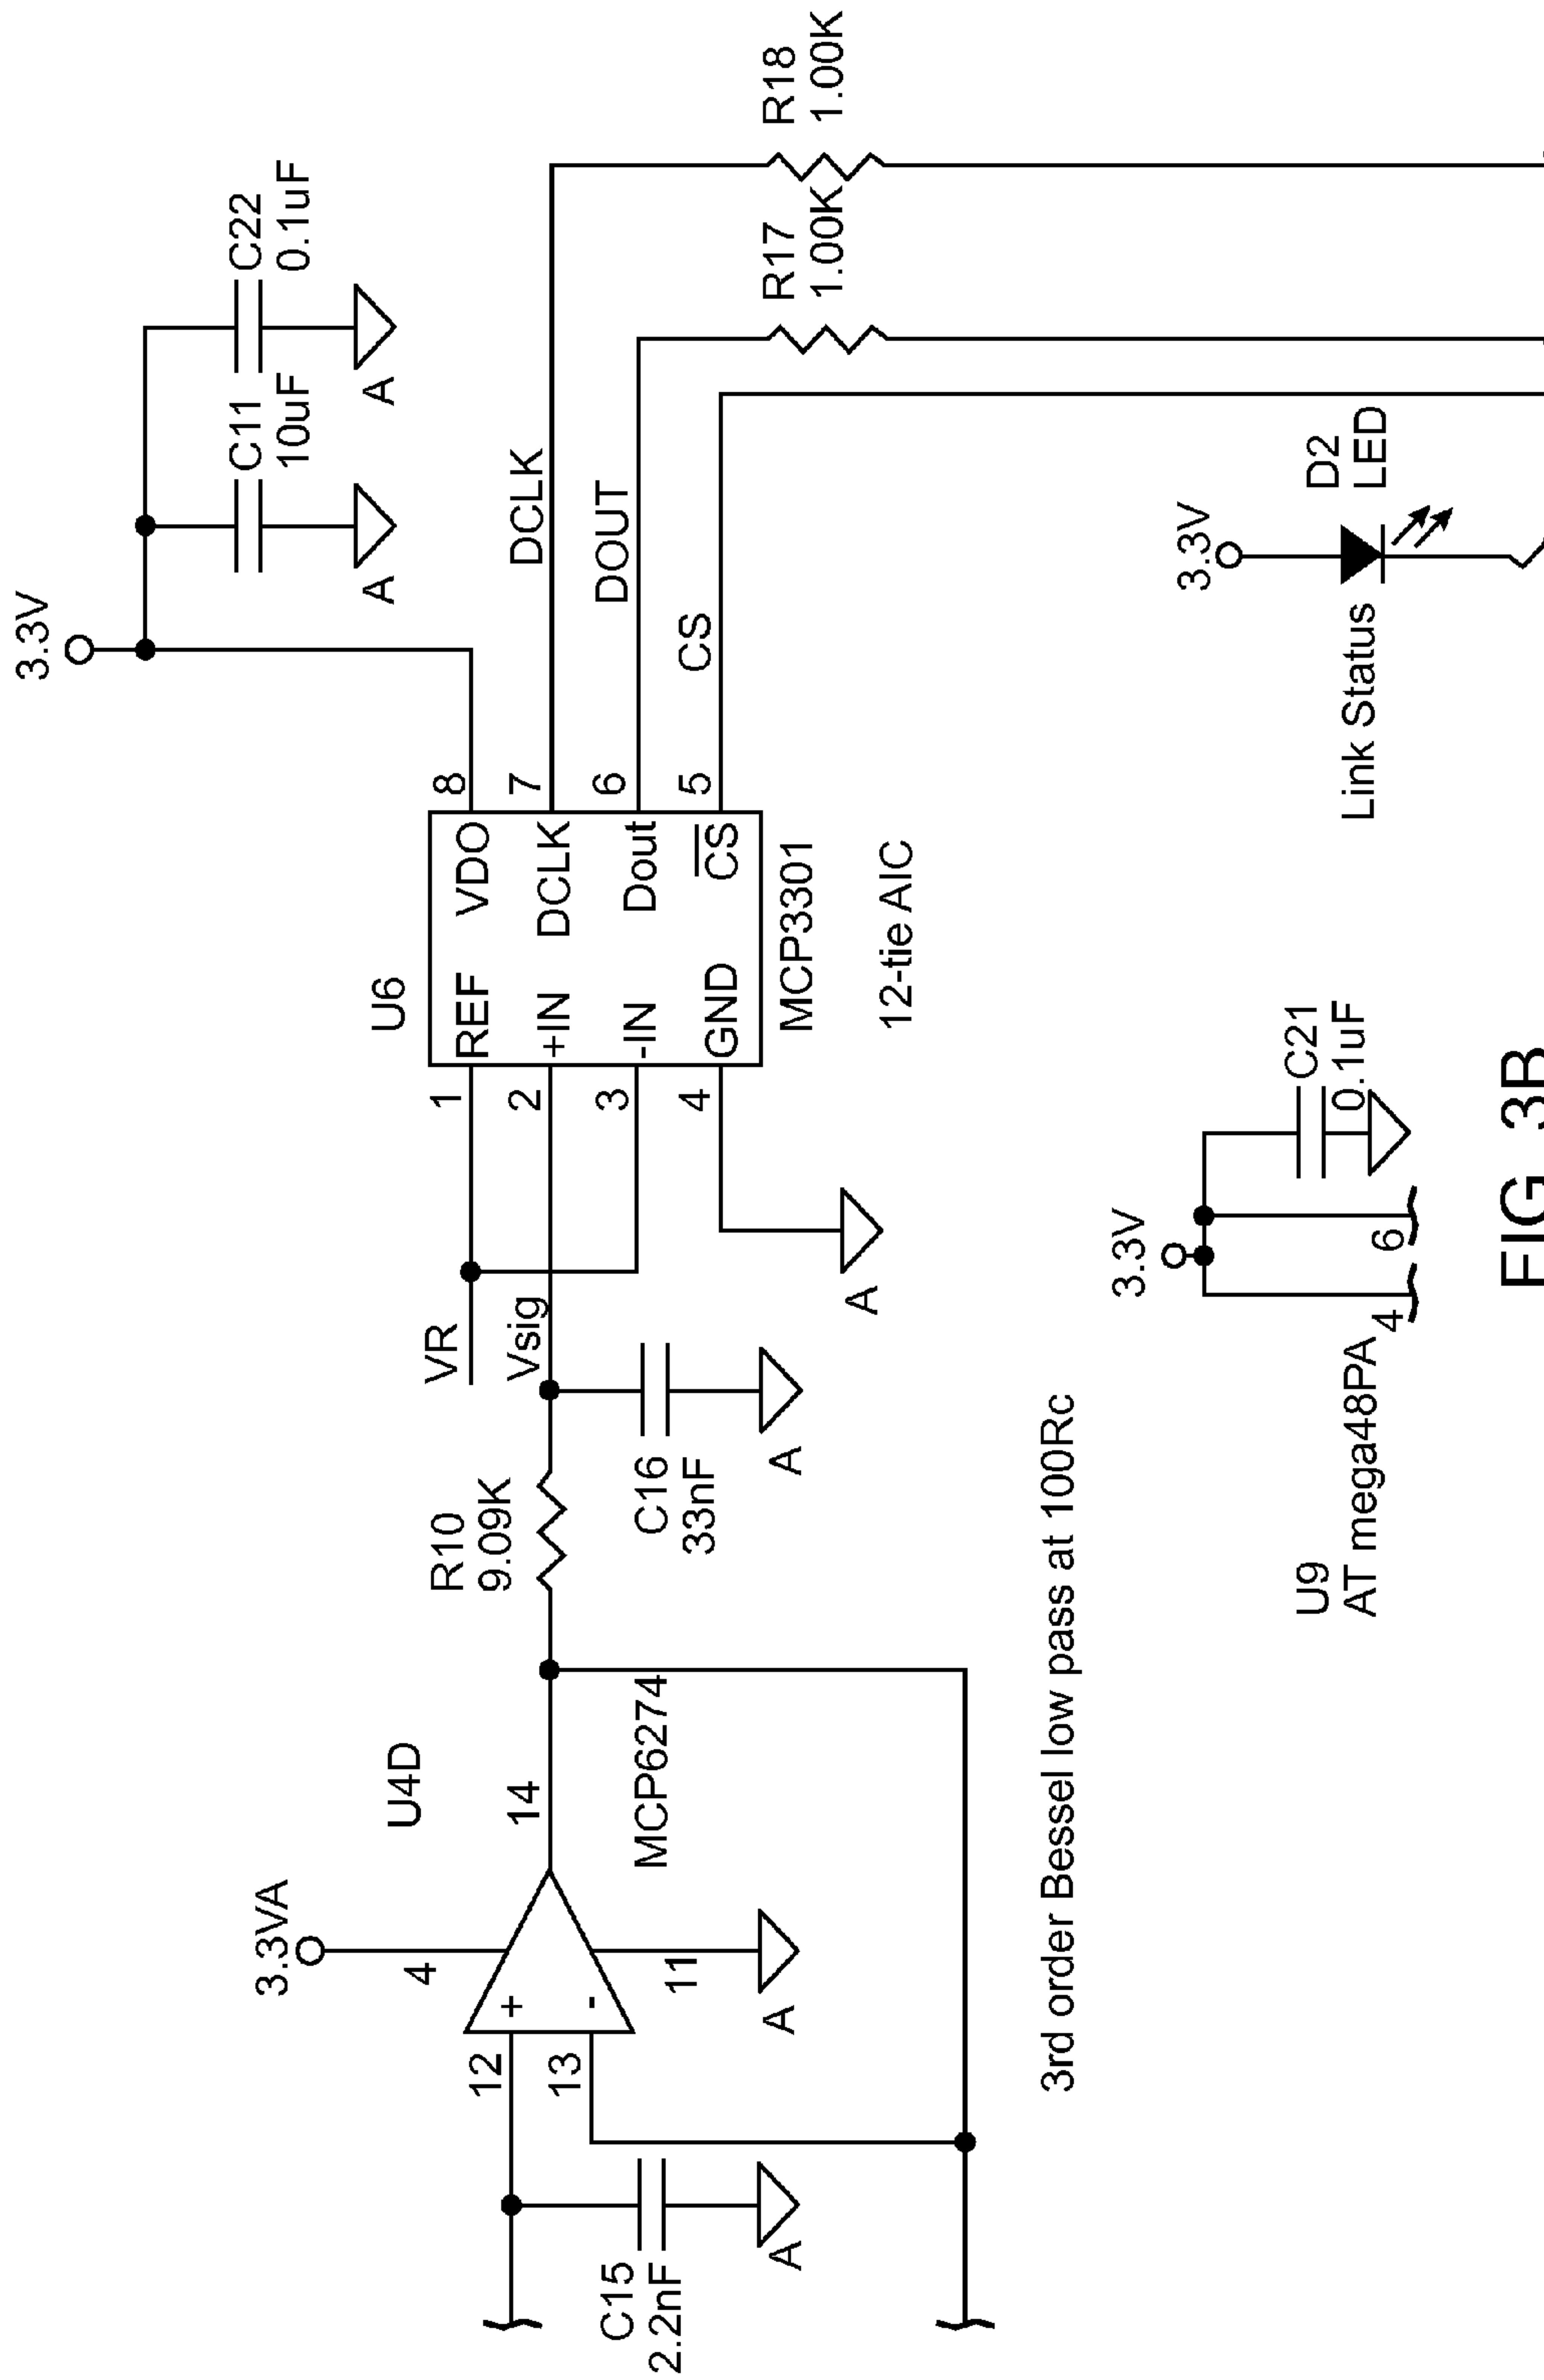 3.3V
C11
10uF
C22
0.1uF
A
A
3.3VA
U4D
4
12
+
13
-
14
11
MCP6274
A
C15
2.2nF
A
R10
9.09K
VR
Vsig
C16
33nF
A
U6
1
REF
VDO
8
2
+IN
DCLK
7
3
-IN
Dout
6
4
GND
CS
5
MCP3301
12-tie AIC
A
DCLK
DOUT
CS
R17
1.00K
R18
1.00K
3rd order Bessel low pass at 100Rc
U9
AT mega48PA
3.3V
4
6
C21
0.1uF
Link Status
3.3V
D2
LED
FIG 3B